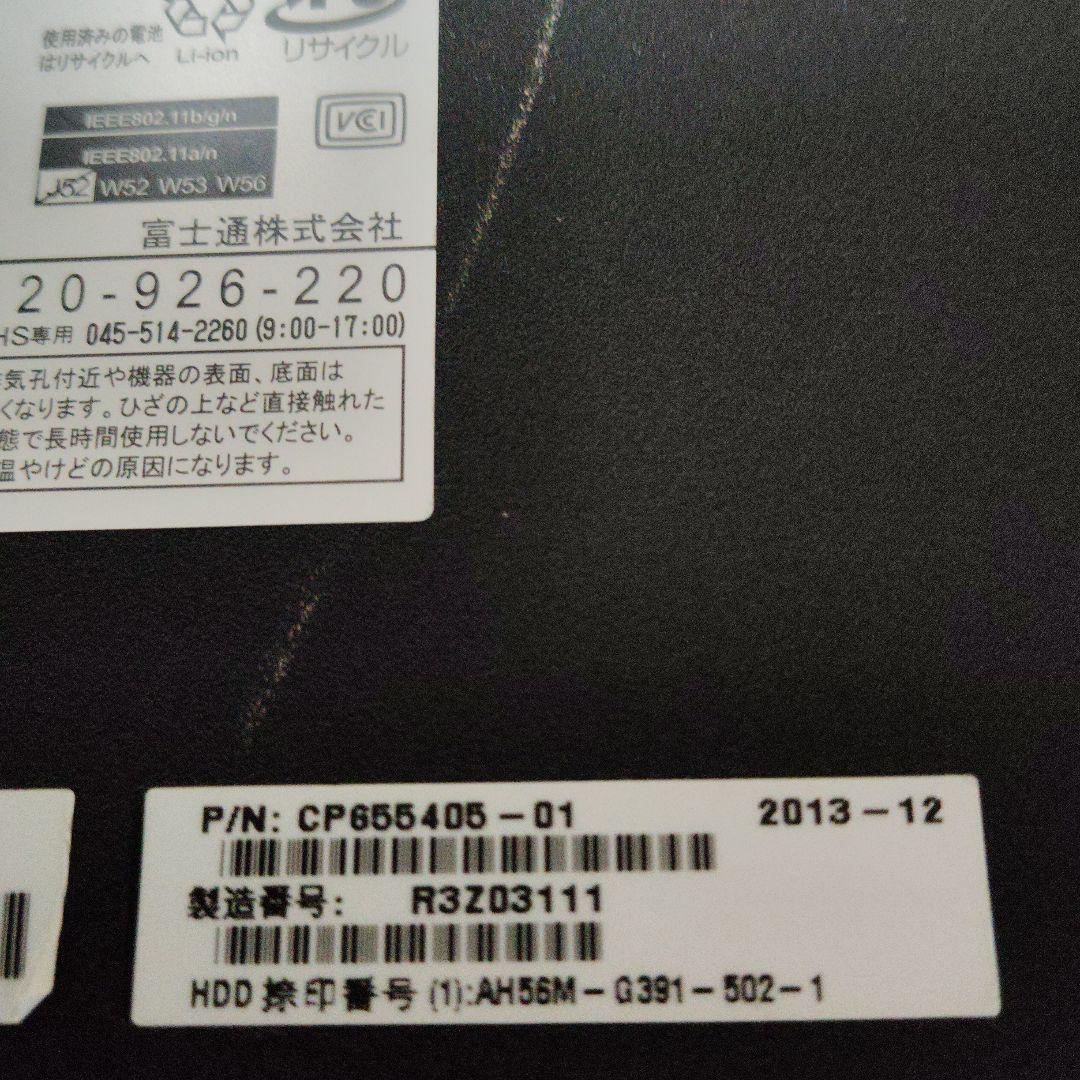 使用済みの電池
はリサイクルへ
Li-ion
リサイクル
IEEE802.11b/g/n
IEEE802.11a/n
J52 W52 W53 W56
VCI
富士通株式会社
20-926-220
HS専用 045-514-2260 (9:00-17:00)
気孔付近や機器の表面、底面は
くなります。ひざの上など直接触れた
態で長時間使用しないでください。
温やけどの原因になります。
P/N: CP655405-01 2013-12
製造番号: R3Z03111
HDD 捺印番号 (1):AH56M-G391-502-1